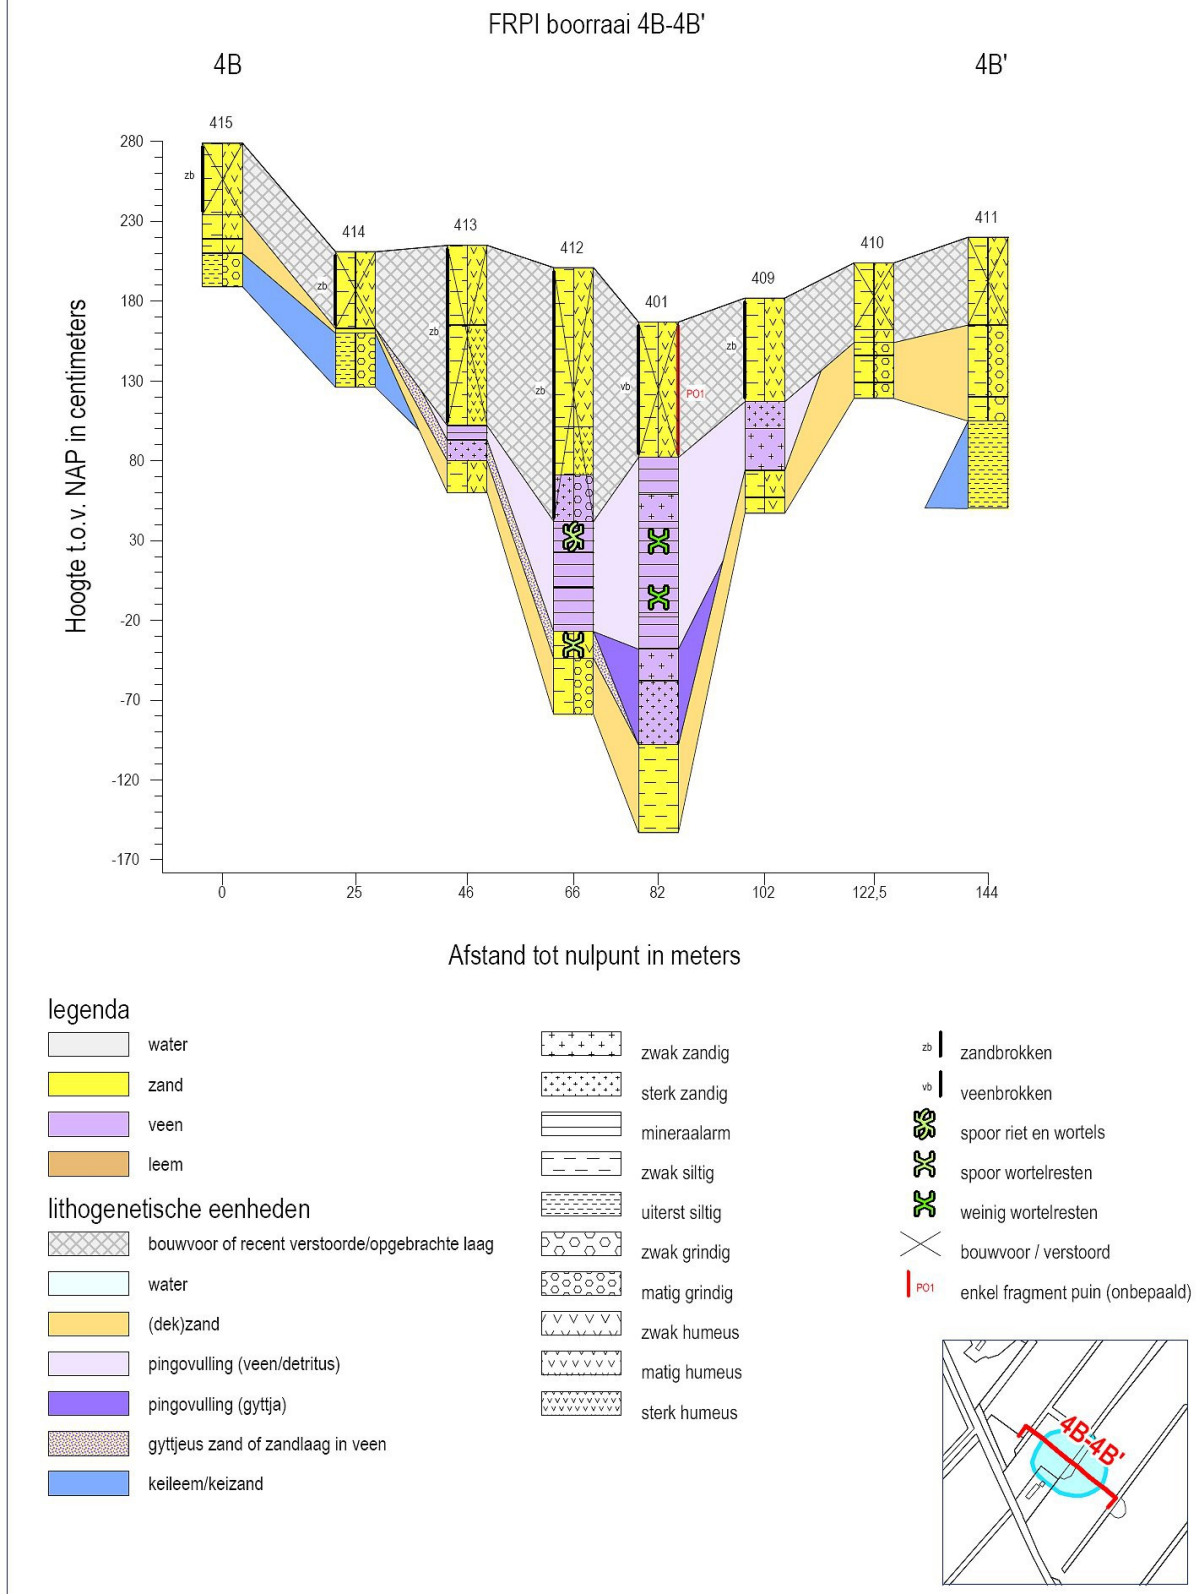 FRPI boorraai 4B-4B'
4B
4B'
415
414
413
412
401
409
410
411
zb
zb
zb
zb
vb
PO1
zb
Hoogte t.o.v. NAP in centimeters
280
230
180
130
80
30
-20
-70
-120
-170
0
25
46
66
82
102
122,5
144
Afstand tot nulpunt in meters
legenda
water
zand
veen
leem
lithogenetische eenheden
bouwvoor of recent verstoorde/opgebrachte laag
water
(dek)zand
pingovulling (veen/detritus)
pingovulling (gyttja)
gyttjeus zand of zandlaag in veen
keileem/keizand
zwak zandig
sterk zandig
mineraalarm
zwak siltig
uiterst siltig
zwak grindig
matig grindig
zwak humeus
matig humeus
sterk humeus
zb zandbrokken
vb veenbrokken
spoor riet en wortels
spoor wortelresten
weinig wortelresten
bouwvoor / verstoord
PO1 enkel fragment puin (onbepaald)
4B-4B'